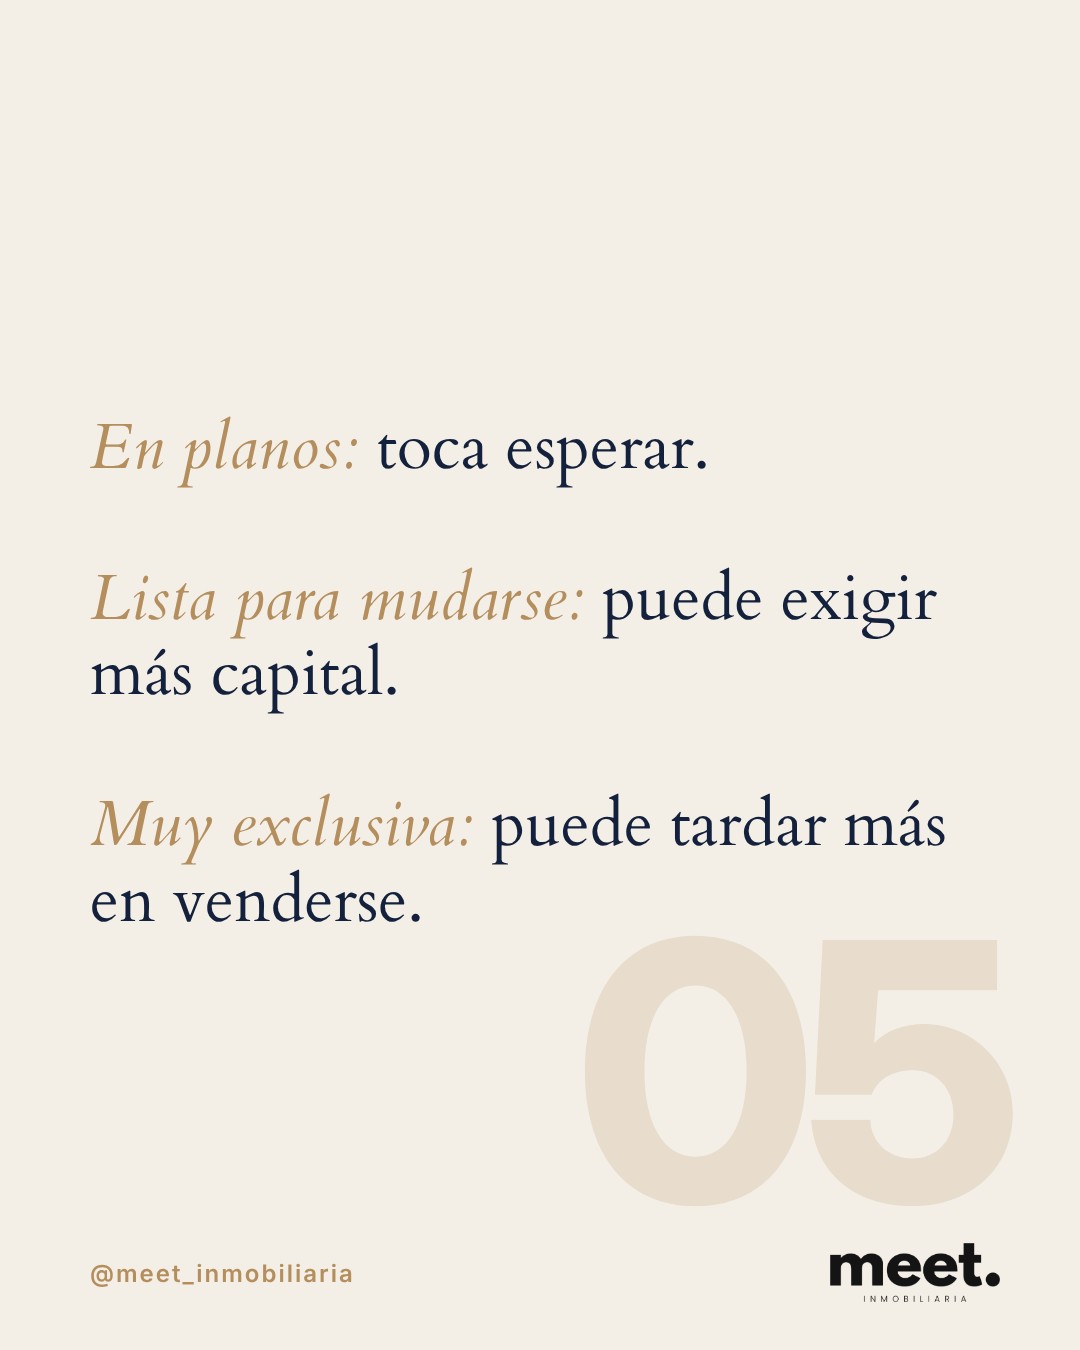 En planos: toca esperar.
Lista para mudarse: puede exigir
más capital.
Muy exclusiva: puede tardar más
en venderse.
05
@meet_inmobiliaria
meet.
INMOBILIARIA